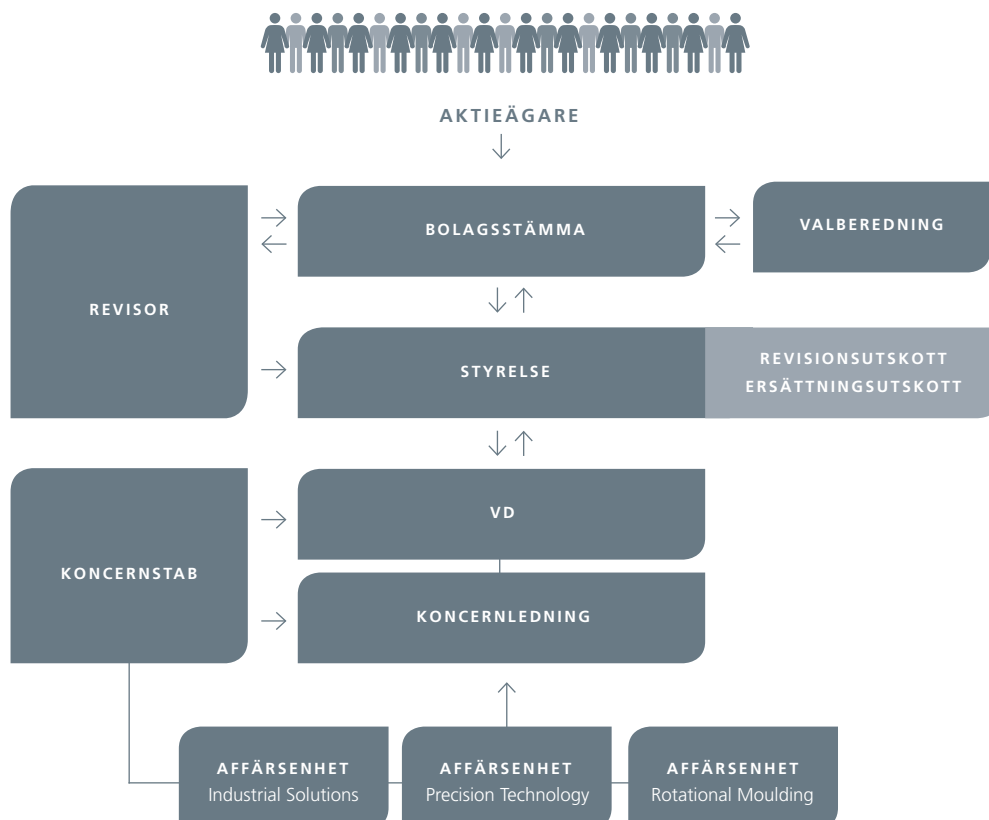 AKTIEÄGARE
BOLAGSSTÄMMA
VALBEREDNING
REVISOR
STYRELSE
REVISIONSUTSKOTT
ERSÄTTNINGSUTSKOTT
VD
KONCERNSTAB
KONCERNLEDNING
AFFÄRSENHET
Industrial Solutions
AFFÄRSENHET
Precision Technology
AFFÄRSENHET
Rotational Moulding